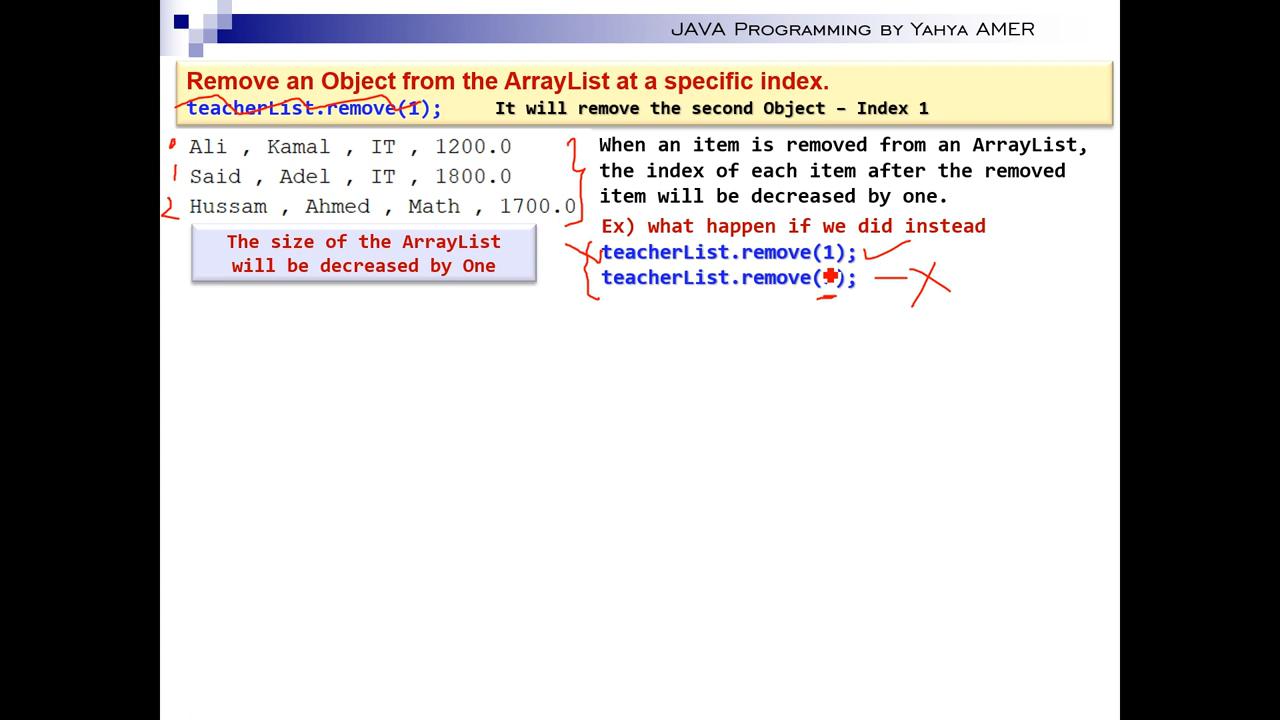 JAVA PROGRAMMING BY YAHYA AMER
Remove an Object from the ArrayList at a specific index.
teacherList.remove(1); It will remove the second Object – Index 1
0 Ali , Kamal , IT , 1200.0
1 Said , Adel , IT , 1800.0
2 Hussam , Ahmed , Math , 1700.0
The size of the ArrayList
will be decreased by One
When an item is removed from an ArrayList,
the index of each item after the removed
item will be decreased by one.
Ex) what happen if we did instead
teacherList.remove(1);
teacherList.remove( );